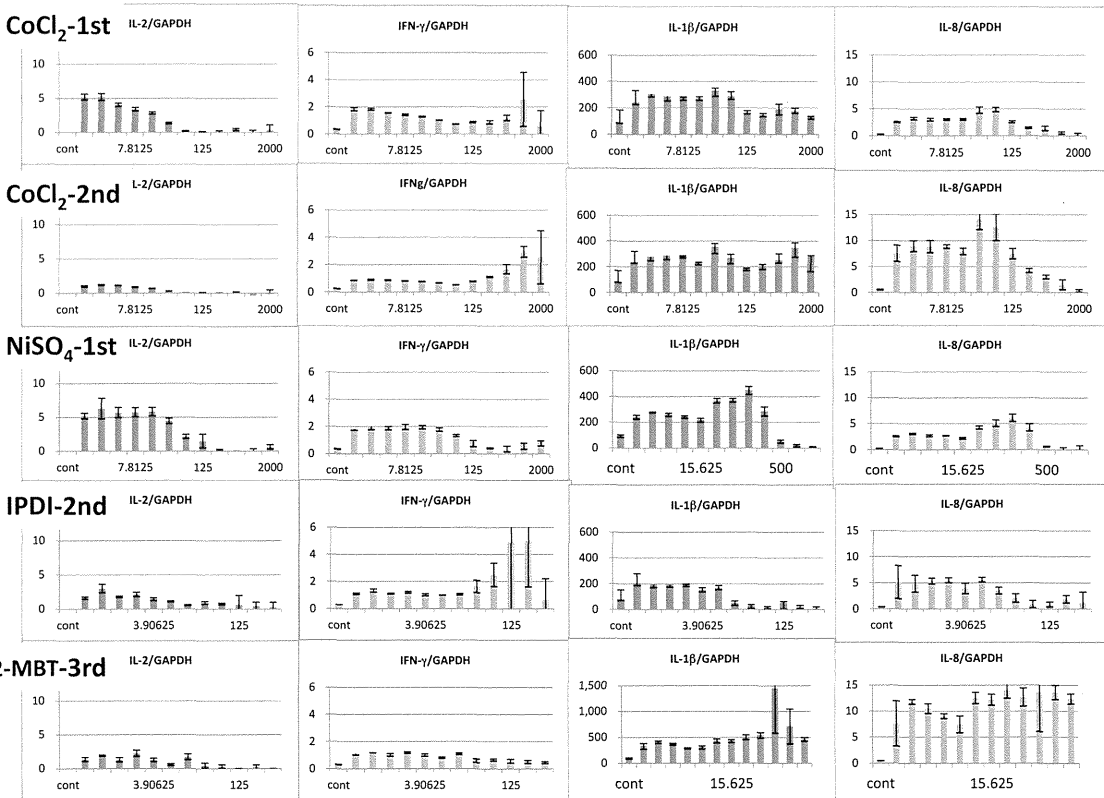 CoCl2-1st IL-2/GAPDH IFN-γ/GAPDH IL-1β/GAPDH IL-8/GAPDH
10 6 600 15
5 4 400 10
0 2 200 5
0 0 0
cont 7.8125 125 2000 cont 7.8125 125 2000 cont 7.8125 125 2000 cont 7.8125 125 2000
CoCl2-2nd L-2/GAPDH IFNg/GAPDH IL-1β/GAPDH IL-8/GAPDH
10 6 600 15
5 4 400 10
0 2 200 5
0 0 0
cont 7.8125 125 2000 cont 7.8125 125 2000 cont 7.8125 125 2000 cont 7.8125 125 2000
NiSO4-1st IL-2/GAPDH IFN-γ/GAPDH IL-1β/GAPDH IL-8/GAPDH
10 6 600 15
5 4 400 10
0 2 200 5
0 0 0
cont 7.8125 125 2000 cont 7.8125 125 2000 cont 15.625 500 cont 15.625 500
IPDI-2nd IL-2/GAPDH IFN-γ/GAPDH IL-1β/GAPDH IL-8/GAPDH
10 6 600 15
5 4 400 10
0 2 200 5
0 0 0
cont 3.90625 125 cont 3.90625 125 cont 3.90625 125 cont 3.90625 125
2-MBT-3rd IL-2/GAPDH IFN-γ/GAPDH IL-1β/GAPDH IL-8/GAPDH
10 6 1,500 15
5 4 1,000 10
0 2 500 5
0 0 0
cont 3.90625 125 cont 3.90625 125 cont 15.625 cont 15.625